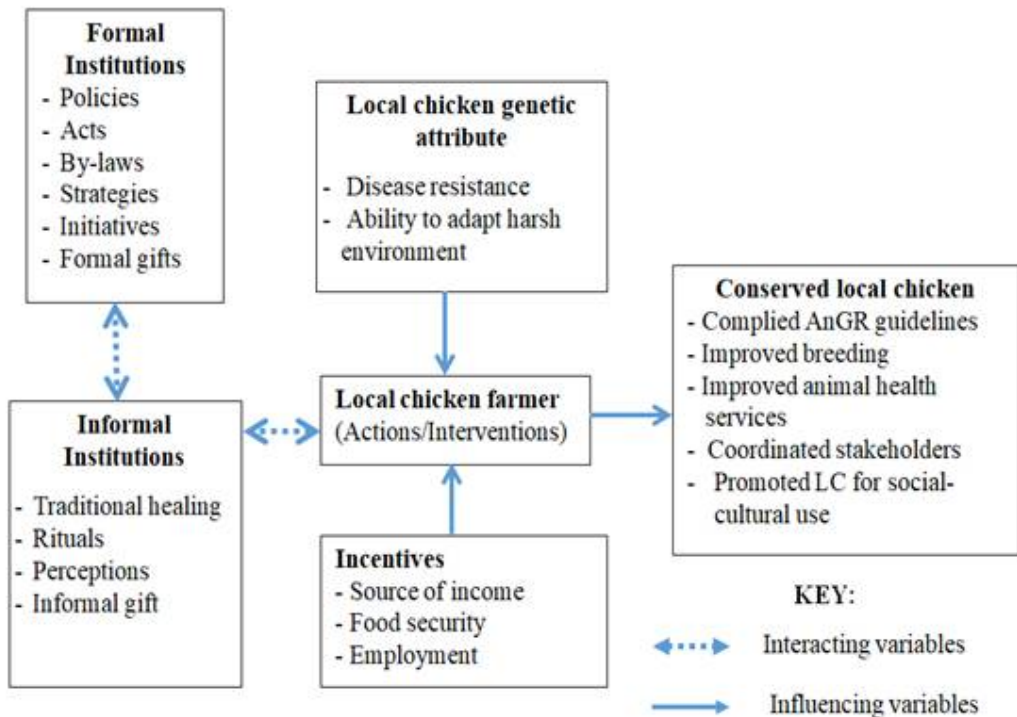 Formal
Institutions
- Policies
- Acts
- By-laws
- Strategies
- Initiatives
- Formal gifts
Local chicken genetic
attribute
- Disease resistance
- Ability to adapt harsh
environment
Conserved local chicken
- Complied AnGR guidelines
- Improved breeding
- Improved animal health
services
- Coordinated stakeholders
- Promoted LC for social-
cultural use
Local chicken farmer
(Actions/Interventions)
Informal
Institutions
- Traditional healing
- Rituals
- Perceptions
- Informal gift
Incentives
- Source of income
- Food security
- Employment
KEY:
Interacting variables
Influencing variables